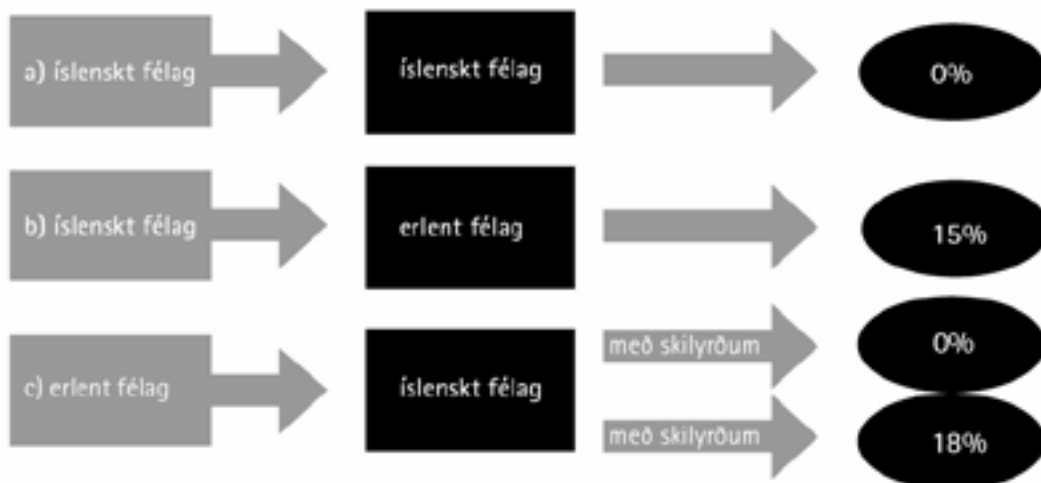 a) íslenskt félag íslenskt félag 0%
b) íslenskt félag erlent félag 15%
með skilyrðum 0%
c) erlent félag íslenskt félag
með skilyrðum 18%